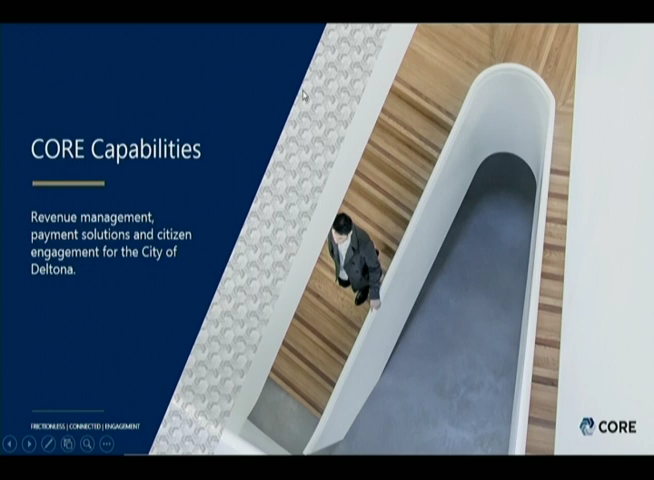 CORE Capabilities
Revenue management,
payment solutions and citizen
engagement for the City of
Deltona.
FRICTIONLESS | CONNECTED | ENGAGEMENT
CORE